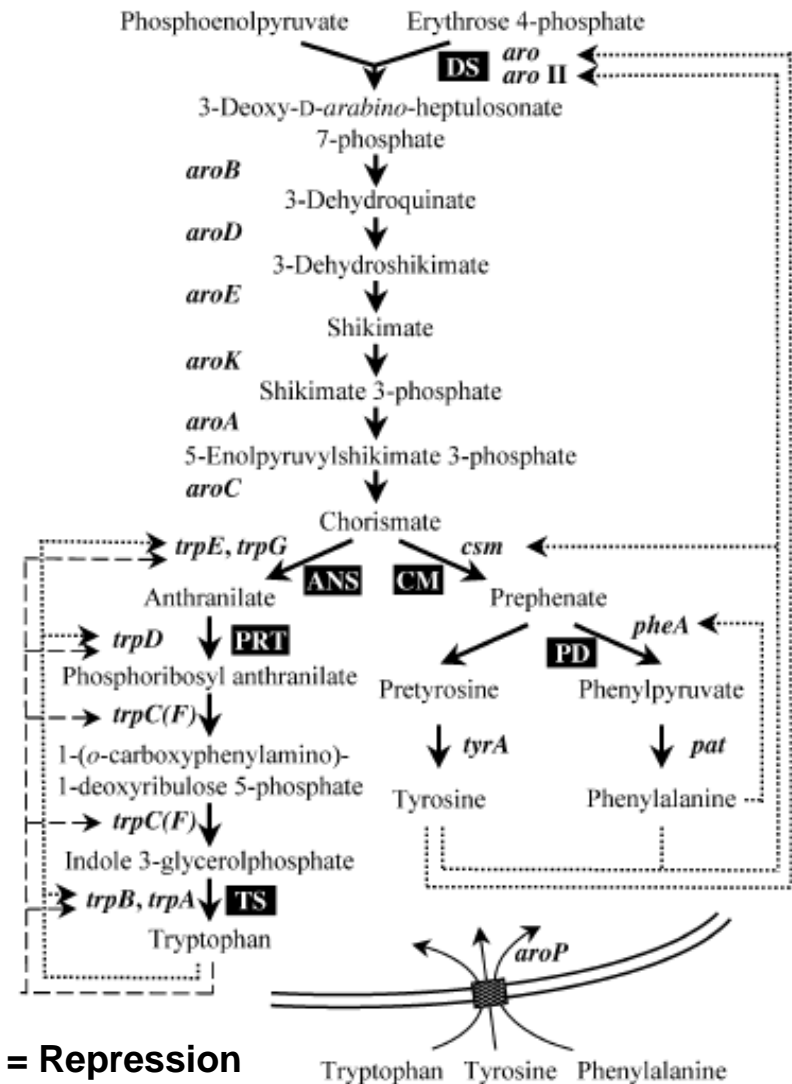 Phosphoenolpyruvate Erythrose 4-phosphate
DS aro
aro II
3-Deoxy-D-arabino-heptulosonate
7-phosphate
aroB
3-Dehydroquinate
aroD
3-Dehydroshikimate
aroE
Shikimate
aroK
Shikimate 3-phosphate
aroA
5-Enolpyruvylshikimate 3-phosphate
aroC
Chorismate
trpE, trpG csm
ANS CM
Anthranilate Prephenate
trpD PRT PD pheA
Phosphoribosyl anthranilate Pretyrosine Phenylpyruvate
trpC(F)
1-(o-carboxyphenylamino)-
1-deoxyribulose 5-phosphate
tyrA pat
Tyrosine Phenylalanine
trpC(F)
Indole 3-glycerolphosphate
trpB, trpA TS
Tryptophan
aroP
= Repression
Tryptophan Tyrosine Phenylalanine